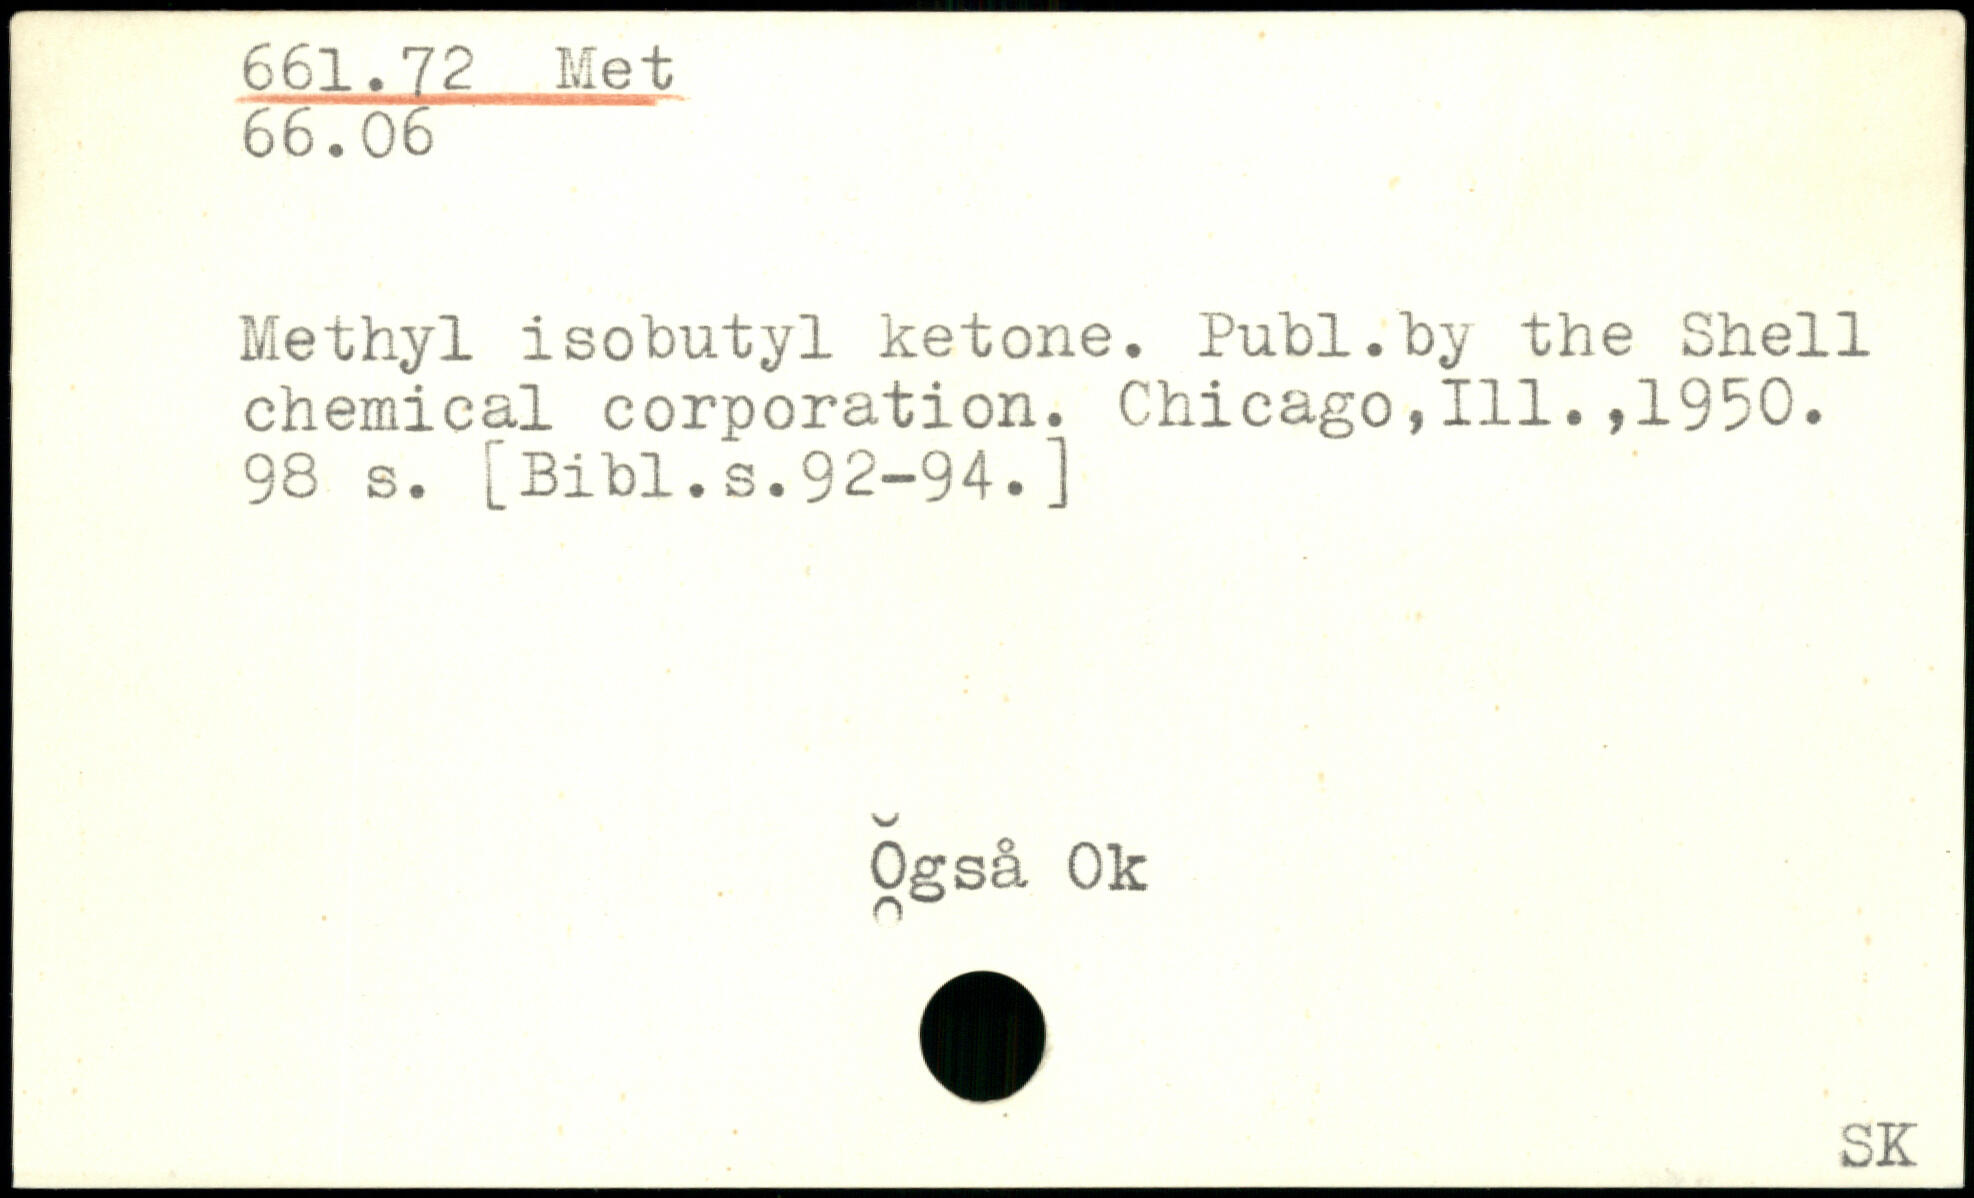 661.72 Met
66.06
Methyl isobutyl ketone. Publ.by the Shell
chemical corporation. Chicago,Ill.,1950.
98 s. [Bibl.s.92-94.]
Også Ok
SK